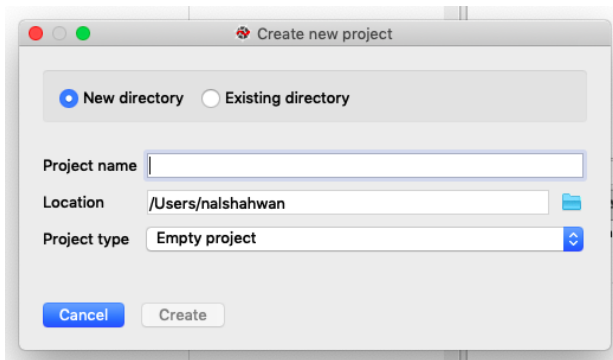 Create new project
New directory Existing directory
Project name
Location /Users/nalshahwan
Project type Empty project
Cancel Create